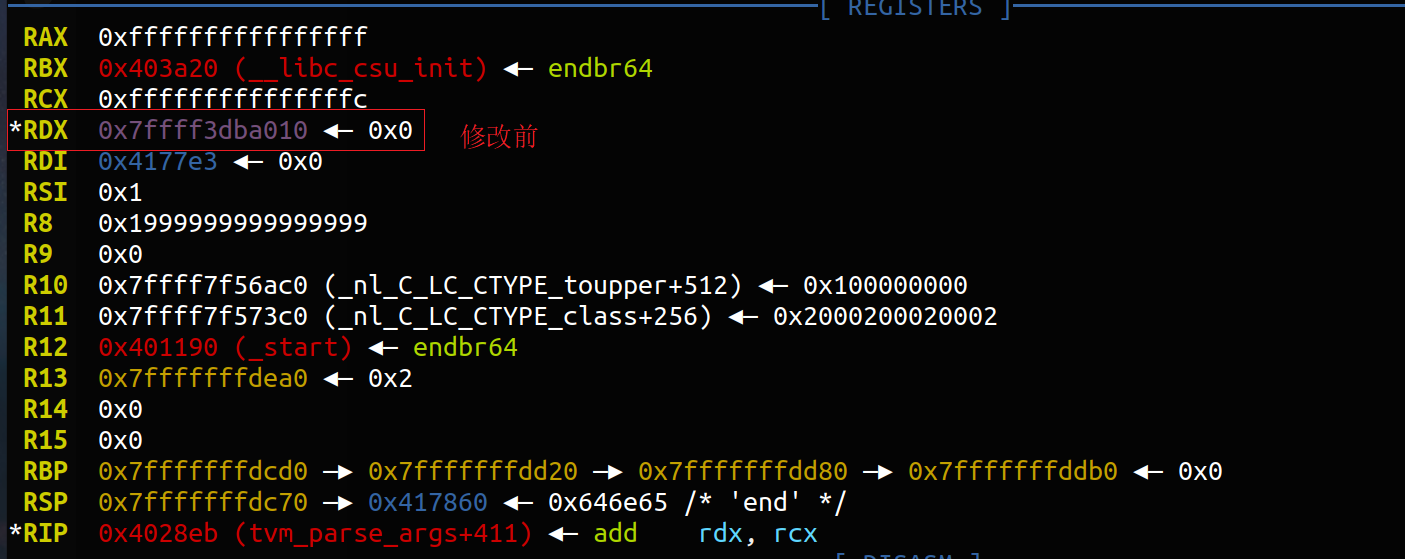 [ REGISTERS ]
RAX 0xffffffffffffffff
RBX 0x403a20 (__libc_csu_init) ◂— endbr64
RCX 0xfffffffffffffffc
*RDX 0x7ffff3dba010 ◂— 0x0 修改前
RDI 0x4177e3 ◂— 0x0
RSI 0x1
R8 0x1999999999999999
R9 0x0
R10 0x7ffff7f56ac0 (_nl_C_LC_CTYPE_toupper+512) ◂— 0x100000000
R11 0x7ffff7f573c0 (_nl_C_LC_CTYPE_class+256) ◂— 0x2000200020002
R12 0x401190 (_start) ◂— endbr64
R13 0x7fffffffdea0 ◂— 0x2
R14 0x0
R15 0x0
RBP 0x7fffffffdcd0 —▸ 0x7fffffffdd20 —▸ 0x7fffffffdd80 —▸ 0x7fffffffddb0 ◂— 0x0
RSP 0x7fffffffdc70 —▸ 0x417860 ◂— 0x646e65 /* 'end' */
*RIP 0x4028eb (tvm_parse_args+411) ◂— add rdx, rcx
[ DISASM ]